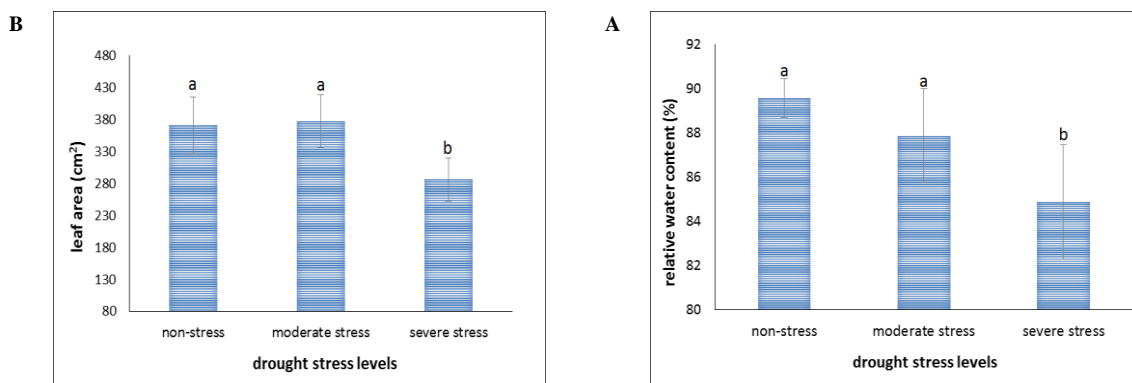 B
480
430
380
330
280
230
180
130
80
leaf area (cm²)
a
a
b
non-stress moderate stress severe stress
drought stress levels
A
92
90
88
86
84
82
80
relative water content (%)
a
a
b
non-stress moderate stress severe stress
drought stress levels